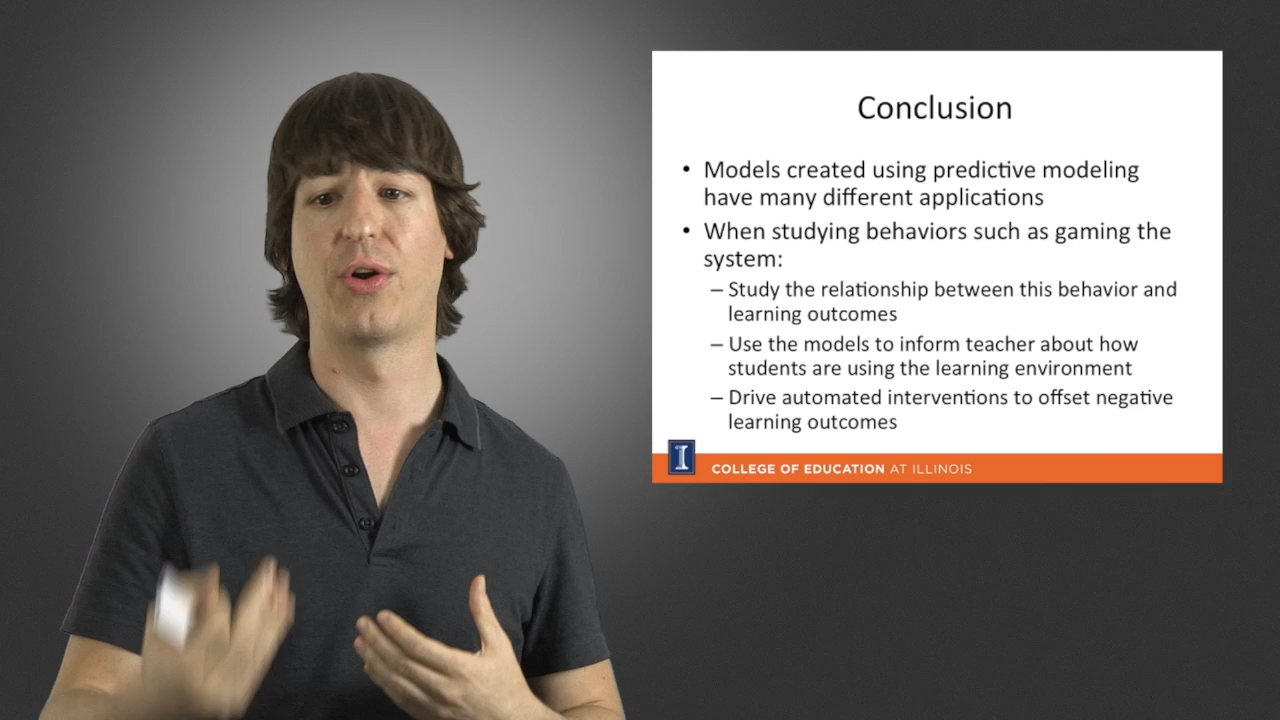 Conclusion
• Models created using predictive modeling
have many different applications
• When studying behaviors such as gaming the
system:
– Study the relationship between this behavior and
learning outcomes
– Use the models to inform teacher about how
students are using the learning environment
– Drive automated interventions to offset negative
learning outcomes
I
COLLEGE OF EDUCATION AT ILLINOIS